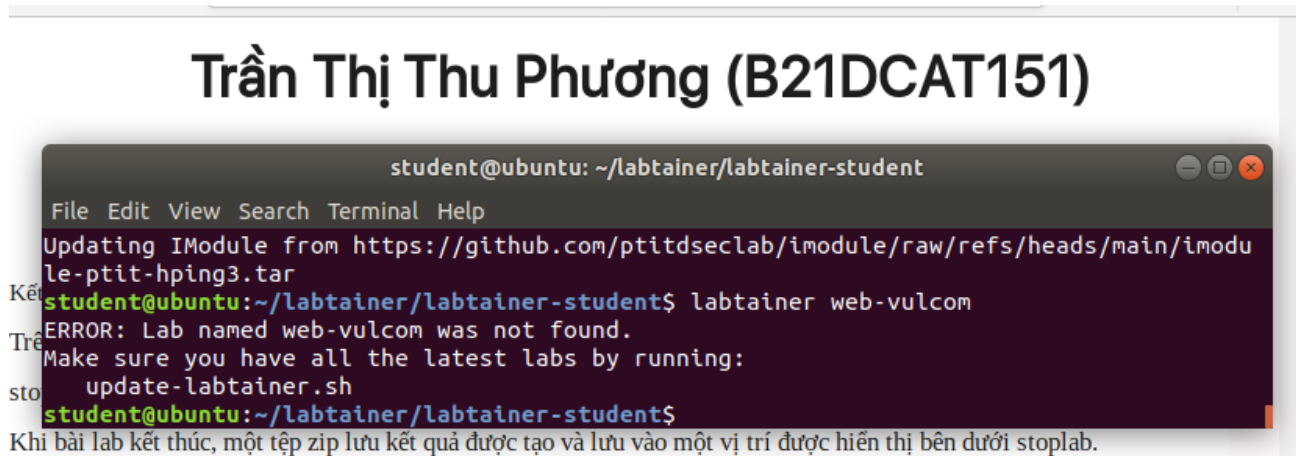 Trần Thị Thu Phương (B21DCAT151)
student@ubuntu: ~/labtainer/labtainer-student
File Edit View Search Terminal Help
Updating IModule from https://github.com/ptitdseclab/imodule/raw/refs/heads/main/imodu
le-ptit-hping3.tar
Kết
student@ubuntu:~/labtainer/labtainer-student$ labtainer web-vulcom
ERROR: Lab named web-vulcom was not found.
Trê
Make sure you have all the latest labs by running:
update-labtainer.sh
sto
student@ubuntu:~/labtainer/labtainer-student$
Khi bài lab kết thúc, một tệp zip lưu kết quả được tạo và lưu vào một vị trí được hiển thị bên dưới stoplab.